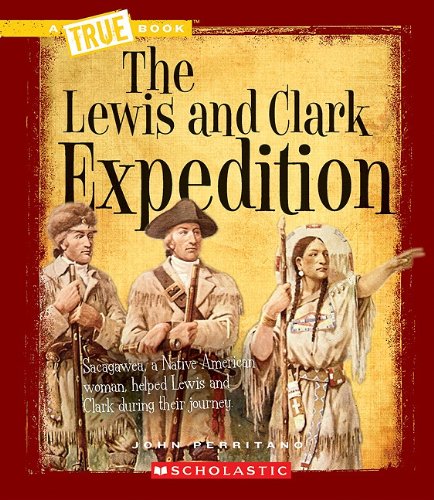 A TRUE BOOK™
The
Lewis and Clark
Expedition
Sacagawea, a Native American
woman, helped Lewis and
Clark during their journey.
JOHN PERRITANO
SCHOLASTIC